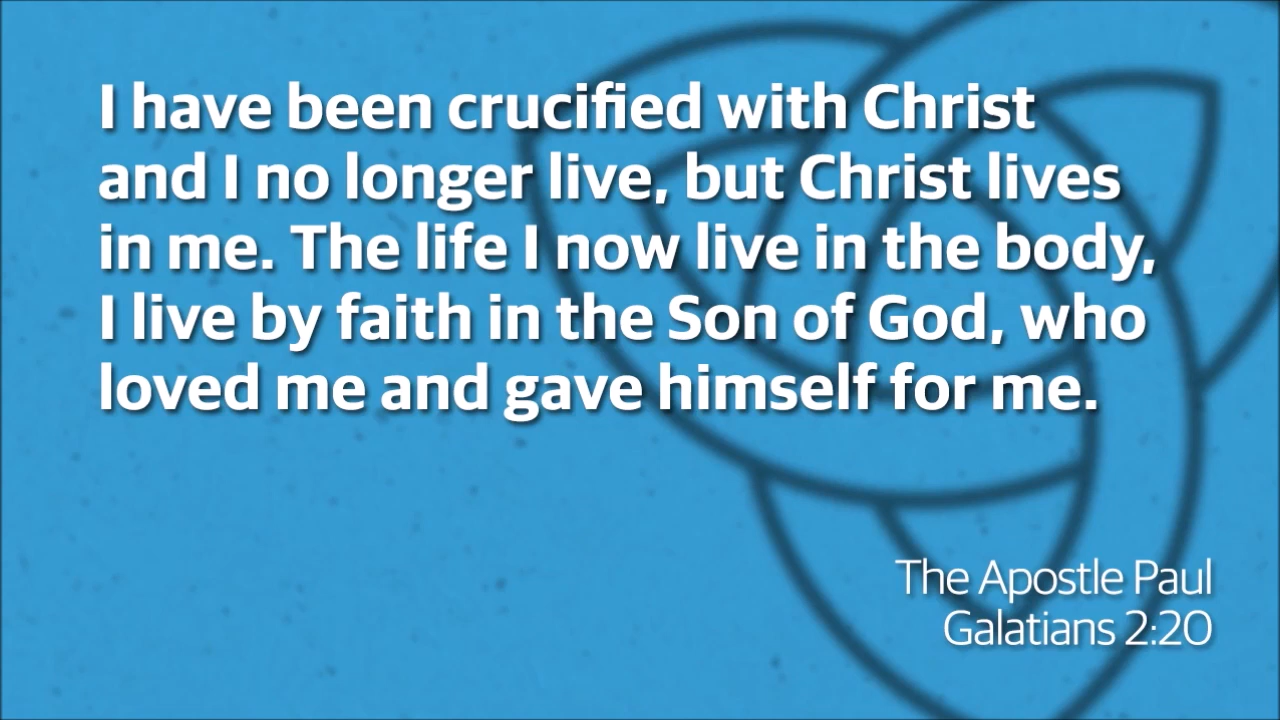 I have been crucified with Christ
and I no longer live, but Christ lives
in me. The life I now live in the body,
I live by faith in the Son of God, who
loved me and gave himself for me.
The Apostle Paul
Galatians 2:20